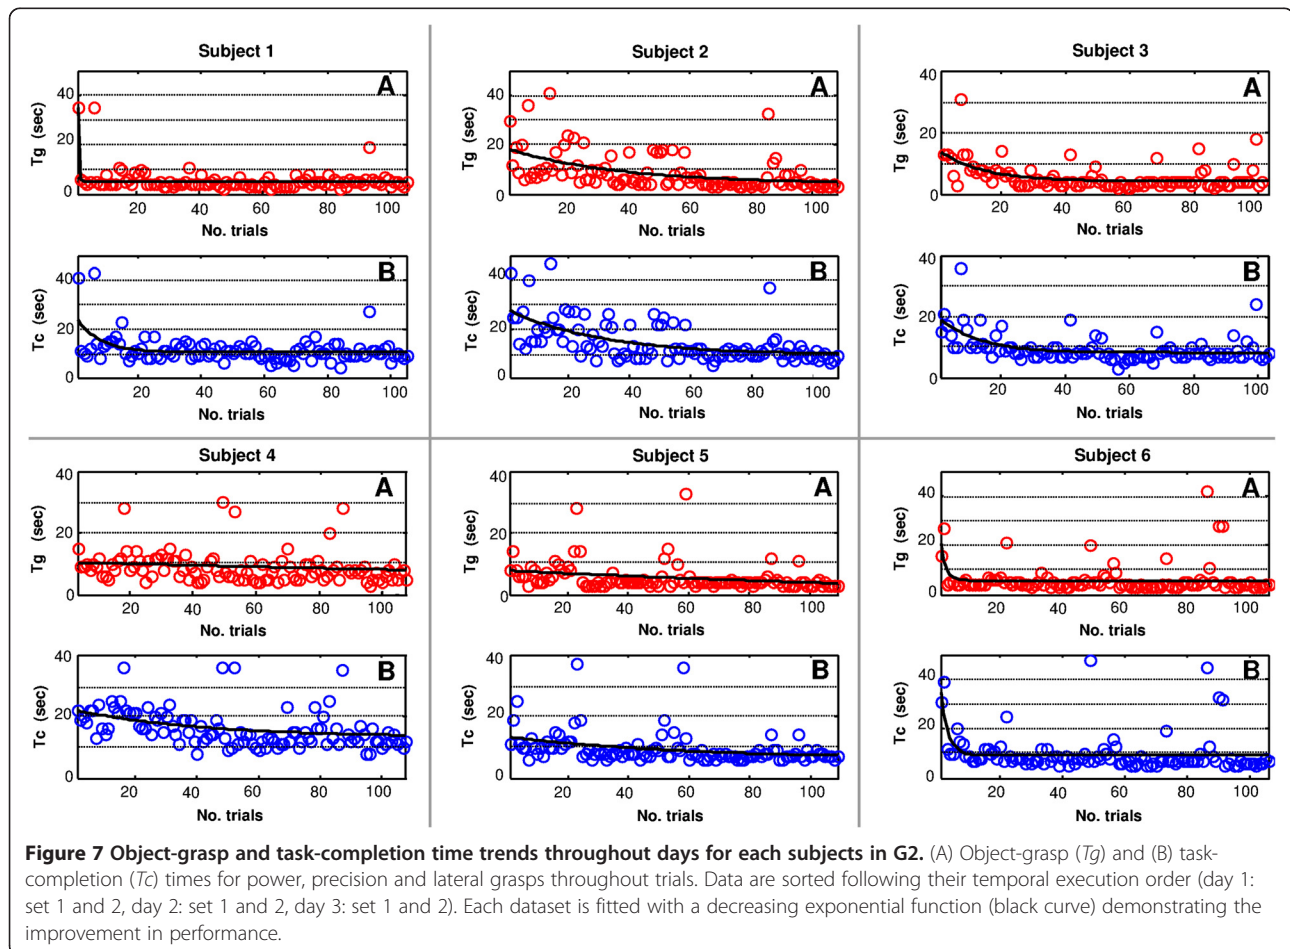 Subject 1
A
Tg (sec)
40
20
0
20 40 60 80 100
No. trials
B
Tc (sec)
40
20
0
20 40 60 80 100
No. trials
Subject 2
A
Tg (sec)
40
20
0
20 40 60 80 100
No. trials
B
Tc (sec)
40
20
0
20 40 60 80 100
No. trials
Subject 3
A
Tg (sec)
40
20
0
20 40 60 80 100
No. trials
B
Tc (sec)
40
20
0
20 40 60 80 100
No. trials
Subject 4
A
Tg (sec)
40
20
0
20 40 60 80 100
No. trials
B
Tc (sec)
40
20
0
20 40 60 80 100
No. trials
Subject 5
A
Tg (sec)
40
20
0
20 40 60 80 100
No. trials
B
Tc (sec)
40
20
0
20 40 60 80 100
No. trials
Subject 6
A
Tg (sec)
40
20
0
20 40 60 80 100
No. trials
B
Tc (sec)
40
20
0
20 40 60 80 100
No. trials
Figure 7 Object-grasp and task-completion time trends throughout days for each subjects in G2. (A) Object-grasp (Tg) and (B) task-
completion (Tc) times for power, precision and lateral grasps throughout trials. Data are sorted following their temporal execution order (day 1:
set 1 and 2, day 2: set 1 and 2, day 3: set 1 and 2). Each dataset is fitted with a decreasing exponential function (black curve) demonstrating the
improvement in performance.